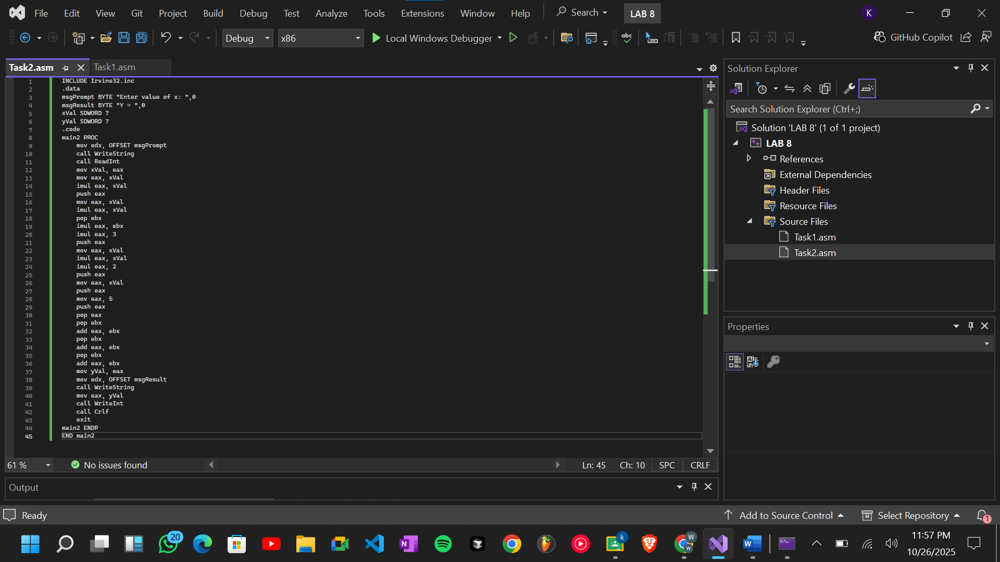 File Edit View Git Project Build Debug Test Analyze Tools Extensions Window Help Search LAB 8 K
Debug x86 Local Windows Debugger abc GitHub Copilot
Task2.asm Task1.asm
1 INCLUDE Irvine32.inc
2 .data
3 msgPrompt BYTE "Enter value of x: ",0
4 msgResult BYTE "Y = ",0
5 xVal SDWORD ?
6 yVal SDWORD ?
7 .code
8 main2 PROC
9 mov edx, OFFSET msgPrompt
10 call WriteString
11 call ReadInt
12 mov xVal, eax
13 mov eax, xVal
14 imul eax, xVal
15 push eax
16 mov eax, xVal
17 imul eax, xVal
18 pop ebx
19 imul eax, ebx
20 imul eax, 3
21 push eax
22 mov eax, xVal
23 imul eax, xVal
24 imul eax, 2
25 push eax
26 mov eax, xVal
27 push eax
28 mov eax, 5
29 push eax
30 pop eax
31 pop ebx
32 add eax, ebx
33 pop ebx
34 add eax, ebx
35 pop ebx
36 add eax, ebx
37 mov yVal, eax
38 mov edx, OFFSET msgResult
39 call WriteString
40 mov eax, yVal
41 call WriteInt
42 call Crlf
43 exit
44 main2 ENDP
45 END main2
61 % No issues found Ln: 45 Ch: 10 SPC CRLF
Output
Solution Explorer
Search Solution Explorer (Ctrl+;)
Solution 'LAB 8' (1 of 1 project)
LAB 8
References
External Dependencies
Header Files
Resource Files
Source Files
Task1.asm
Task2.asm
Properties
Ready Add to Source Control Select Repository 1
20 N k W W W C:\_
11:57 PM
10/26/2025